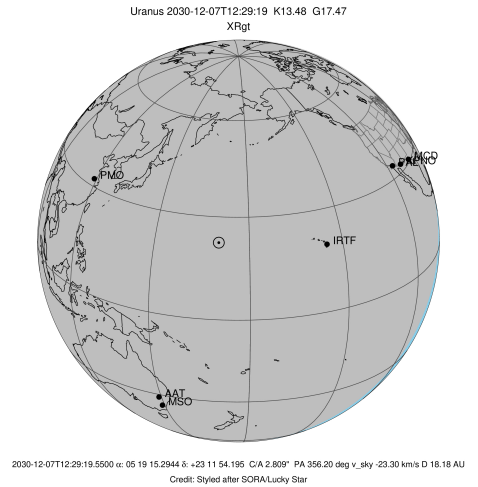 Uranus 2030-12-07T12:29:19  K13.48  G17.47
XRgt
MCD
PMO
IRTF
AAT
MSO
2030-12-07T12:29:19.5500 α: 05 19 15.2944 δ: +23 11 54.195  C/A 2.809"  PA 356.20 deg v_sky -23.30 km/s D 18.18 AU
Credit: Styled after SORA/Lucky Star